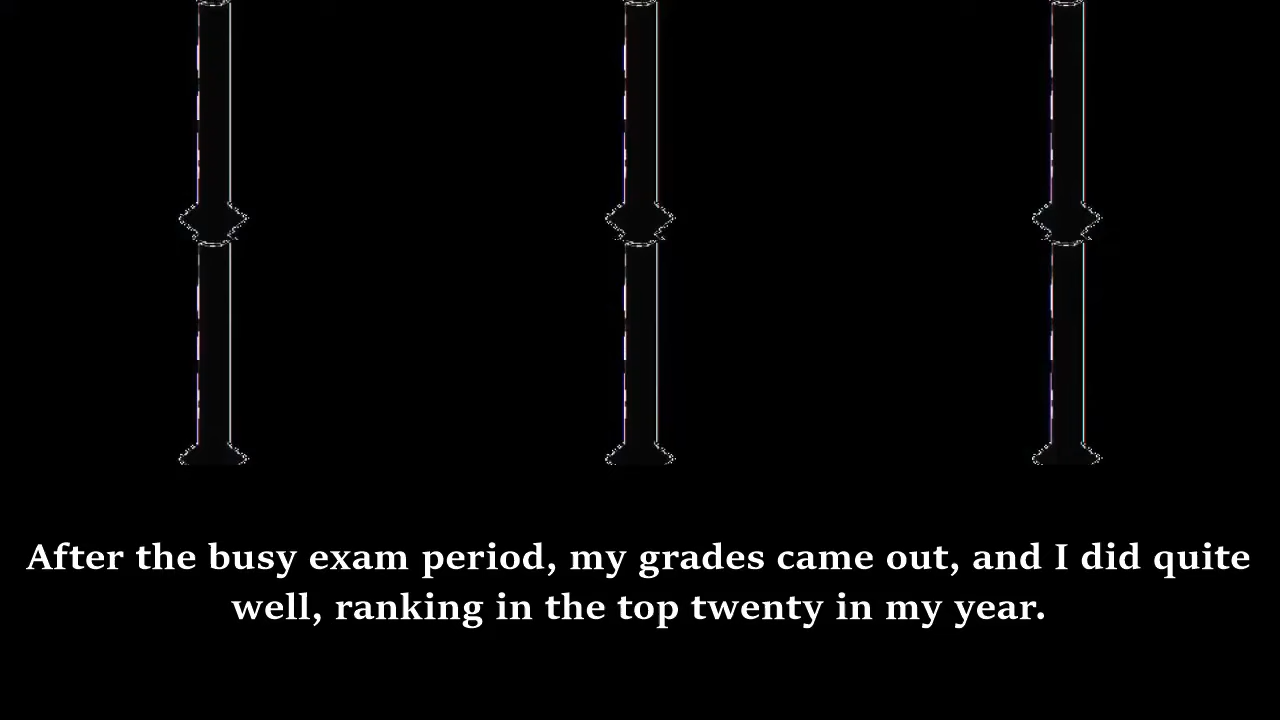 After the busy exam period, my grades came out, and I did quite
well, ranking in the top twenty in my year.